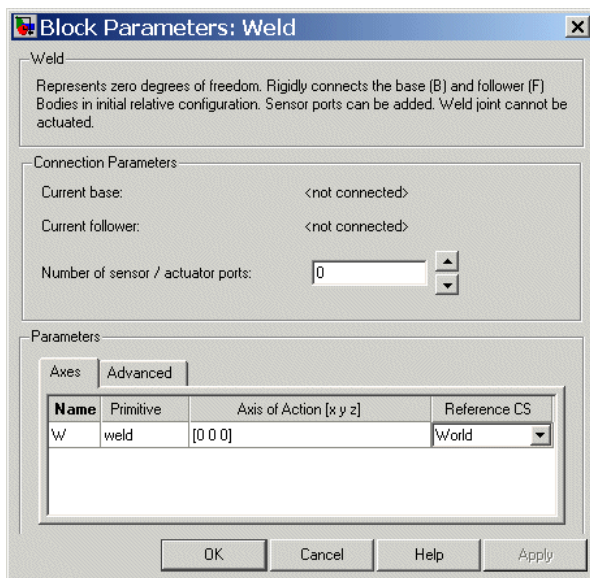 Block Parameters: Weld
Weld
Represents zero degrees of freedom. Rigidly connects the base (B) and follower (F)
Bodies in initial relative configuration. Sensor ports can be added. Weld joint cannot be
actuated.
Connection Parameters
Current base: <not connected>
Current follower: <not connected>
Number of sensor / actuator ports: 0
Parameters
Axes Advanced
Name Primitive Axis of Action [x y z] Reference CS
W weld [0 0 0] World
OK Cancel Help Apply